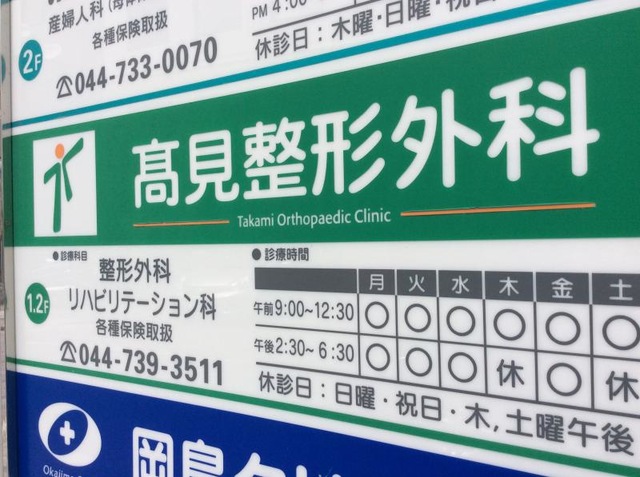 産婦人科
各種保険取扱
2F
☎044-733-0070
PM 4:00
休診日：木曜・日曜・祝日
髙見整形外科
Takami Orthopaedic Clinic
●診療科目
整形外科
1.2F
リハビリテーション科
各種保険取扱
☎044-739-3511
●診療時間
月 火 水 木 金 土
午前9:00~12:30 ○ ○ ○ ○ ○ ○
午後2:30~6:30 ○ ○ ○ 休 ○ 休
休診日：日曜・祝日・木,土曜午後
岡島
Okajima